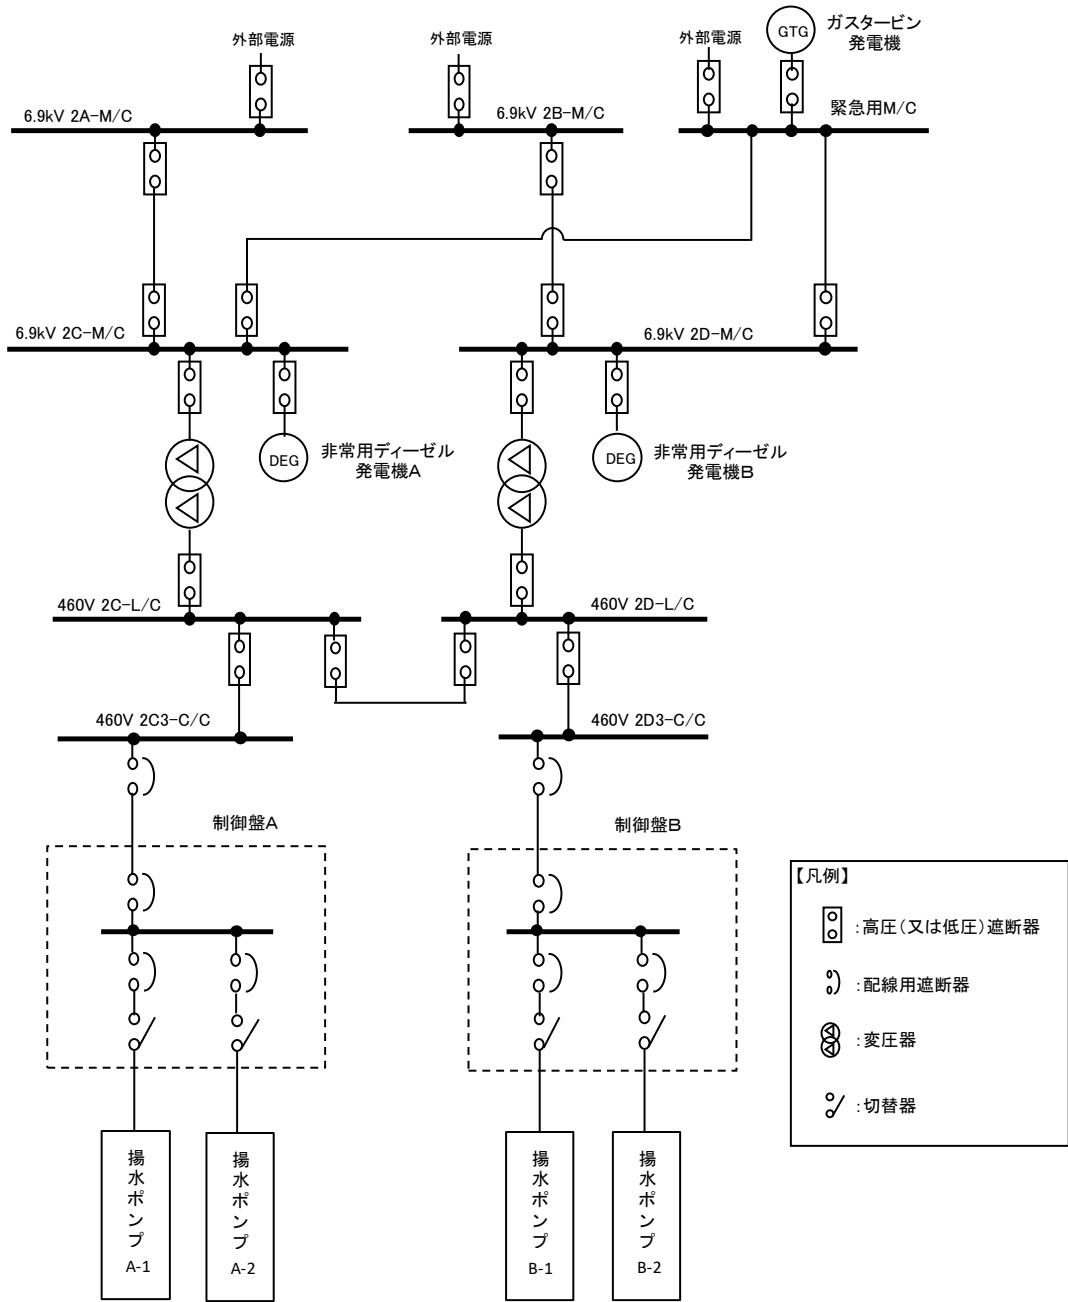 外部電源
外部電源
外部電源
GTG
ガスタービン
発電機
6.9kV 2A-M/C
6.9kV 2B-M/C
緊急用M/C
6.9kV 2C-M/C
6.9kV 2D-M/C
DEG
非常用ディーゼル
発電機A
DEG
非常用ディーゼル
発電機B
460V 2C-L/C
460V 2D-L/C
460V 2C3-C/C
460V 2D3-C/C
制御盤A
制御盤B
【凡例】
:高圧(又は低圧)遮断器
:配線用遮断器
:変圧器
:切替器
揚水ポンプ
A-1
揚水ポンプ
A-2
揚水ポンプ
B-1
揚水ポンプ
B-2